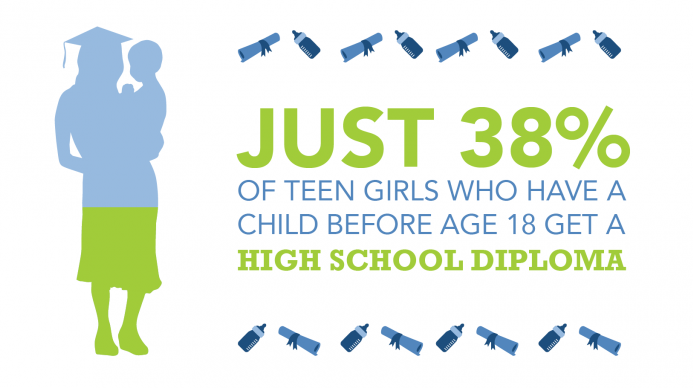 JUST 38%
OF TEEN GIRLS WHO HAVE A
CHILD BEFORE AGE 18 GET A
HIGH SCHOOL DIPLOMA